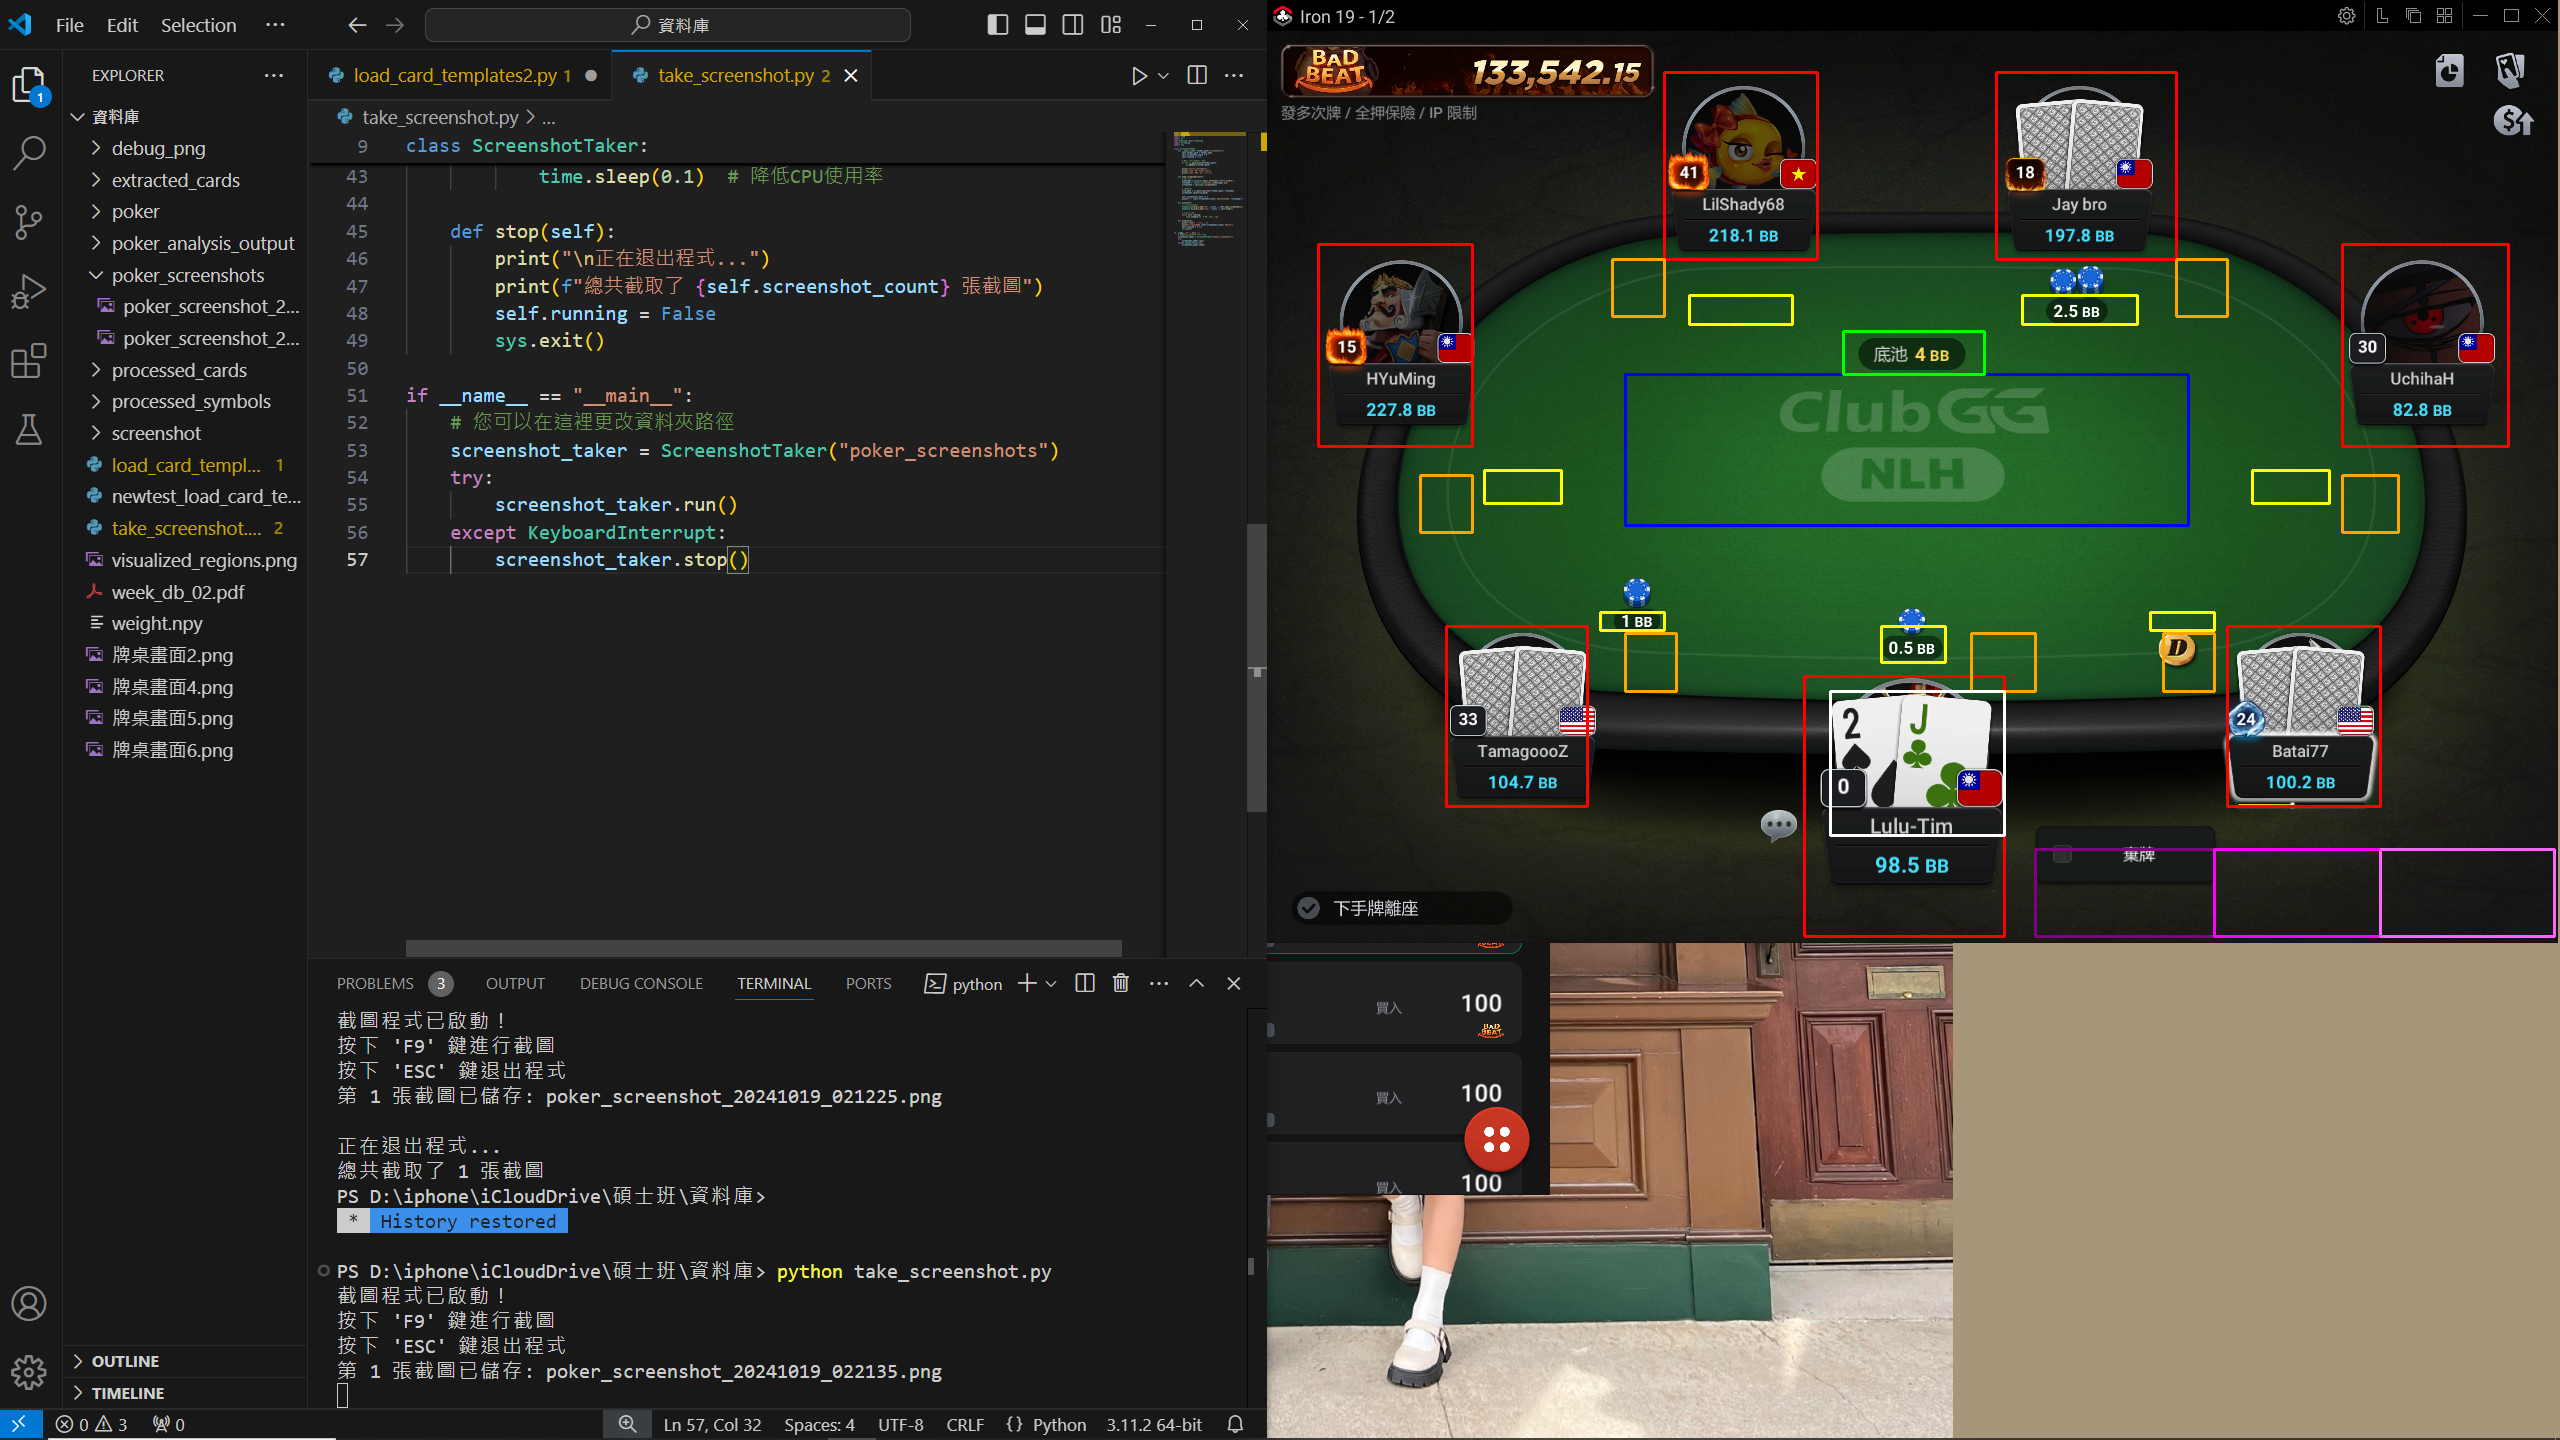 File Edit Selection ···
資料庫
EXPLORER ···
資料庫
debug_png
extracted_cards
poker
poker_analysis_output
poker_screenshots
poker_screenshot_2...
poker_screenshot_2...
processed_cards
processed_symbols
screenshot
load_card_templ... 1
newtest_load_card_te...
take_screenshot.... 2
visualized_regions.png
week_db_02.pdf
weight.npy
牌桌畫面2.png
牌桌畫面4.png
牌桌畫面5.png
牌桌畫面6.png
OUTLINE
TIMELINE
1
load_card_templates2.py 1
take_screenshot.py 2
take_screenshot.py > ...
9 class ScreenshotTaker:
43 time.sleep(0.1) # 降低CPU使用率
44
45 def stop(self):
46 print("\n正在退出程式...")
47 print(f"總共截取了 {self.screenshot_count} 張截圖")
48 self.running = False
49 sys.exit()
50
51 if __name__ == "__main__":
52 # 您可以在這裡更改資料夾路徑
53 screenshot_taker = ScreenshotTaker("poker_screenshots")
54 try:
55 screenshot_taker.run()
56 except KeyboardInterrupt:
57 screenshot_taker.stop()
PROBLEMS 3 OUTPUT DEBUG CONSOLE TERMINAL PORTS python
截圖程式已啟動！
按下 'F9' 鍵進行截圖
按下 'ESC' 鍵退出程式
第 1 張截圖已儲存: poker_screenshot_20241019_021225.png
正在退出程式...
總共截取了 1 張截圖
PS D:\iphone\iCloudDrive\碩士班\資料庫>
* History restored
PS D:\iphone\iCloudDrive\碩士班\資料庫> python take_screenshot.py
截圖程式已啟動！
按下 'F9' 鍵進行截圖
按下 'ESC' 鍵退出程式
第 1 張截圖已儲存: poker_screenshot_20241019_022135.png
0 3 0 Ln 57, Col 32 Spaces: 4 UTF-8 CRLF {} Python 3.11.2 64-bit
Iron 19 - 1/2
BAD BEAT 133,542.15
發多次牌 / 全押保險 / IP 限制
41
LilShady68
218.1 BB
18
Jay bro
197.8 BB
15
HYuMing
227.8 BB
30
UchihaH
82.8 BB
2.5 BB
底池 4 BB
ClubGG
NLH
1 BB
0.5 BB
D
33
TamagoooZ
104.7 BB
2 J
0
Lulu-Tim
98.5 BB
24
Batai77
100.2 BB
棄牌
下手牌離座
買入 100
BAD BEAT
買入 100
買入 100